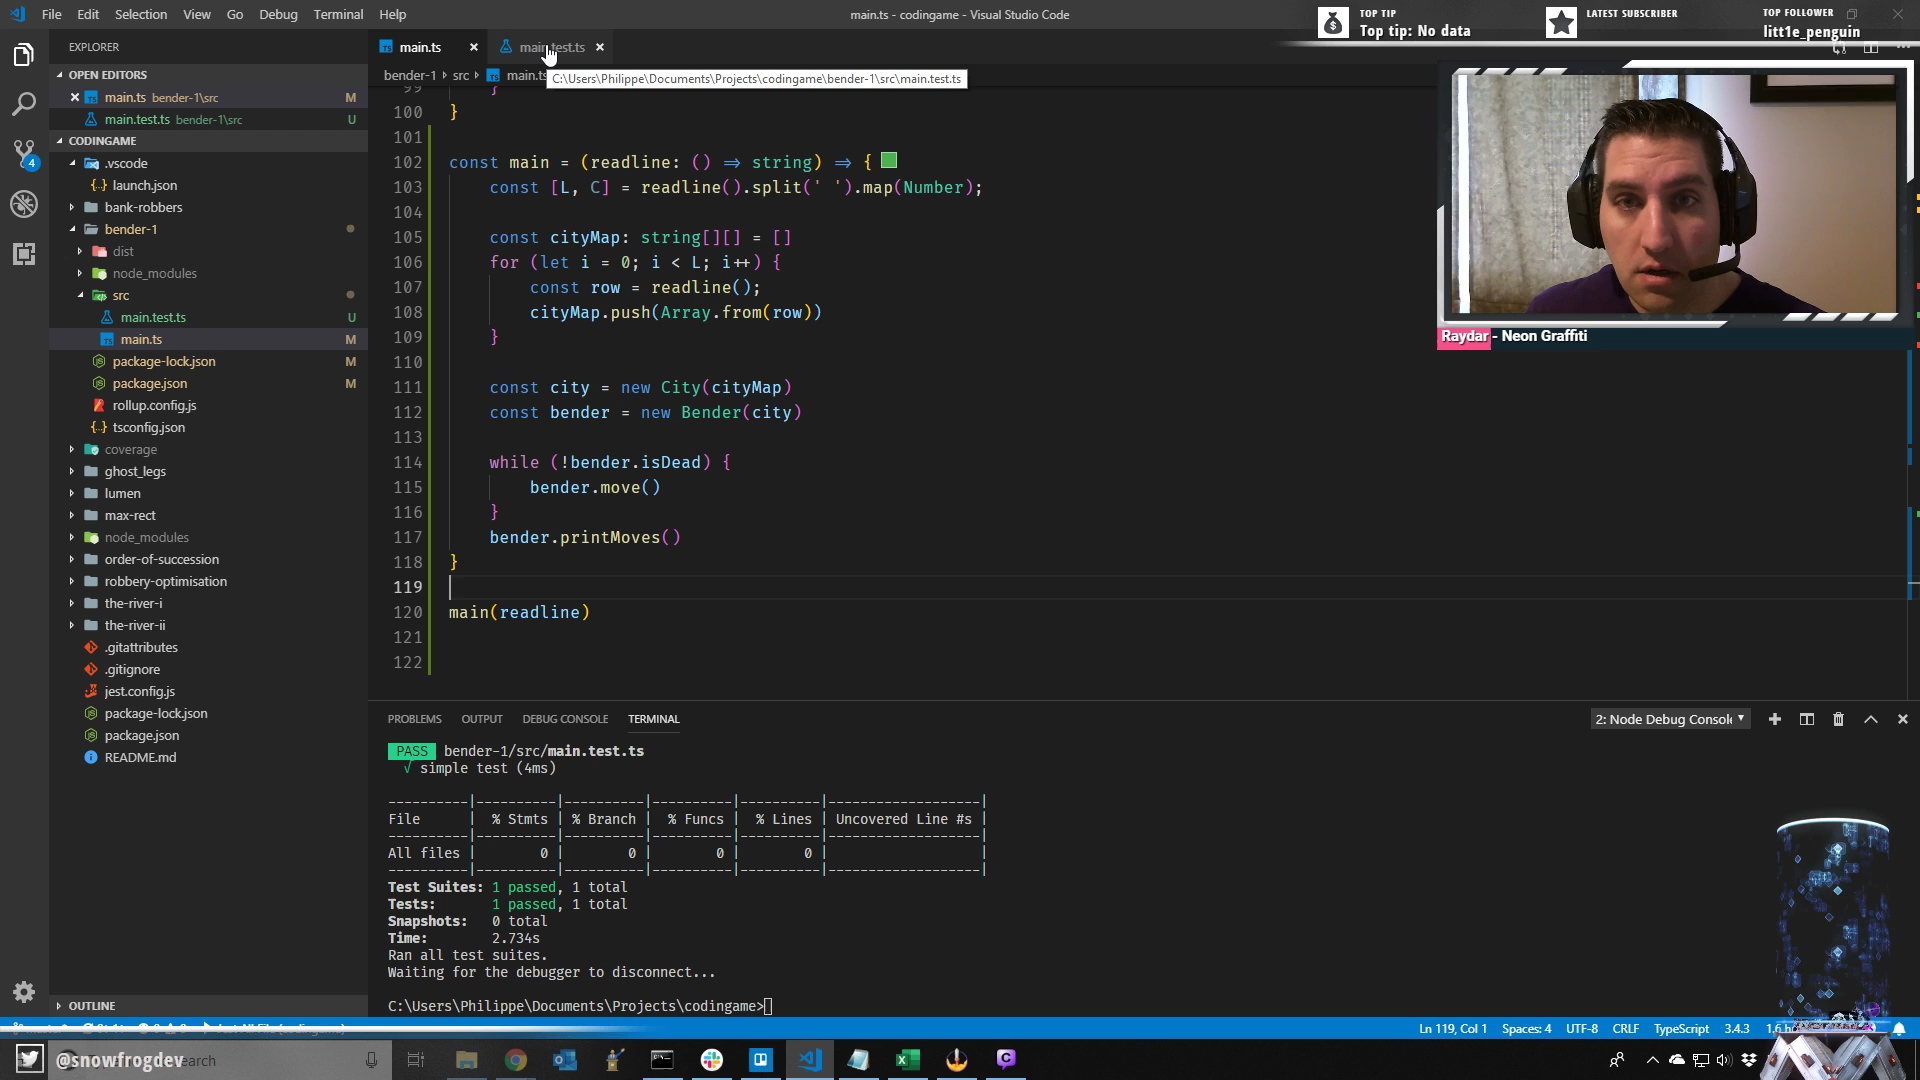 File Edit Selection View Go Debug Terminal Help
main.ts - codingame - Visual Studio Code
TOP TIP
Top tip: No data
LATEST SUBSCRIBER
TOP FOLLOWER
litt1e_penguin
EXPLORER
main.ts
main.test.ts
OPEN EDITORS
main.ts bender-1\src M
main.test.ts bender-1\src U
CODINGAME
.vscode
launch.json
bank-robbers
bender-1
dist
node_modules
src
main.test.ts U
main.ts M
package-lock.json M
package.json M
rollup.config.js
tsconfig.json
coverage
ghost_legs
lumen
max-rect
node_modules
order-of-succession
robbery-optimisation
the-river-i
the-river-ii
.gitattributes
.gitignore
jest.config.js
package-lock.json
package.json
README.md
OUTLINE
4
bender-1 src main.ts
C:\Users\Philippe\Documents\Projects\codingame\bender-1\src\main.test.ts
99 }
100 }
101
102 const main = (readline: () ⇒ string) ⇒ {
103 const [L, C] = readline().split(' ').map(Number);
104
105 const cityMap: string[][] = []
106 for (let i = 0; i < L; i++) {
107 const row = readline();
108 cityMap.push(Array.from(row))
109 }
110
111 const city = new City(cityMap)
112 const bender = new Bender(city)
113
114 while (!bender.isDead) {
115 bender.move()
116 }
117 bender.printMoves()
118 }
119
120 main(readline)
121
122
Raydar - Neon Graffiti
PROBLEMS OUTPUT DEBUG CONSOLE TERMINAL
2: Node Debug Console
PASS bender-1/src/main.test.ts
√ simple test (4ms)
----------|----------|----------|----------|----------|-------------------|
File | % Stmts | % Branch | % Funcs | % Lines | Uncovered Line #s |
----------|----------|----------|----------|----------|-------------------|
All files | 0 | 0 | 0 | 0 | |
----------|----------|----------|----------|----------|-------------------|
Test Suites: 1 passed, 1 total
Tests: 1 passed, 1 total
Snapshots: 0 total
Time: 2.734s
Ran all test suites.
Waiting for the debugger to disconnect...
C:\Users\Philippe\Documents\Projects\codingame>
Ln 119, Col 1 Spaces: 4 UTF-8 CRLF TypeScript 3.4.3
@snowfrogdev